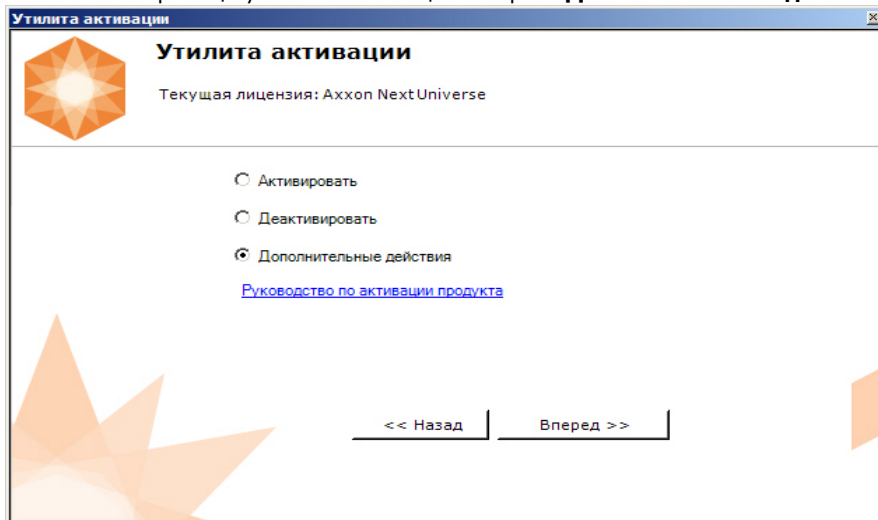 Утилита активации
Утилита активации
Текущая лицензия: Axxon Next Universe
Активировать
Деактивировать
Дополнительные действия
Руководство по активации продукта
<< Назад
Вперед >>